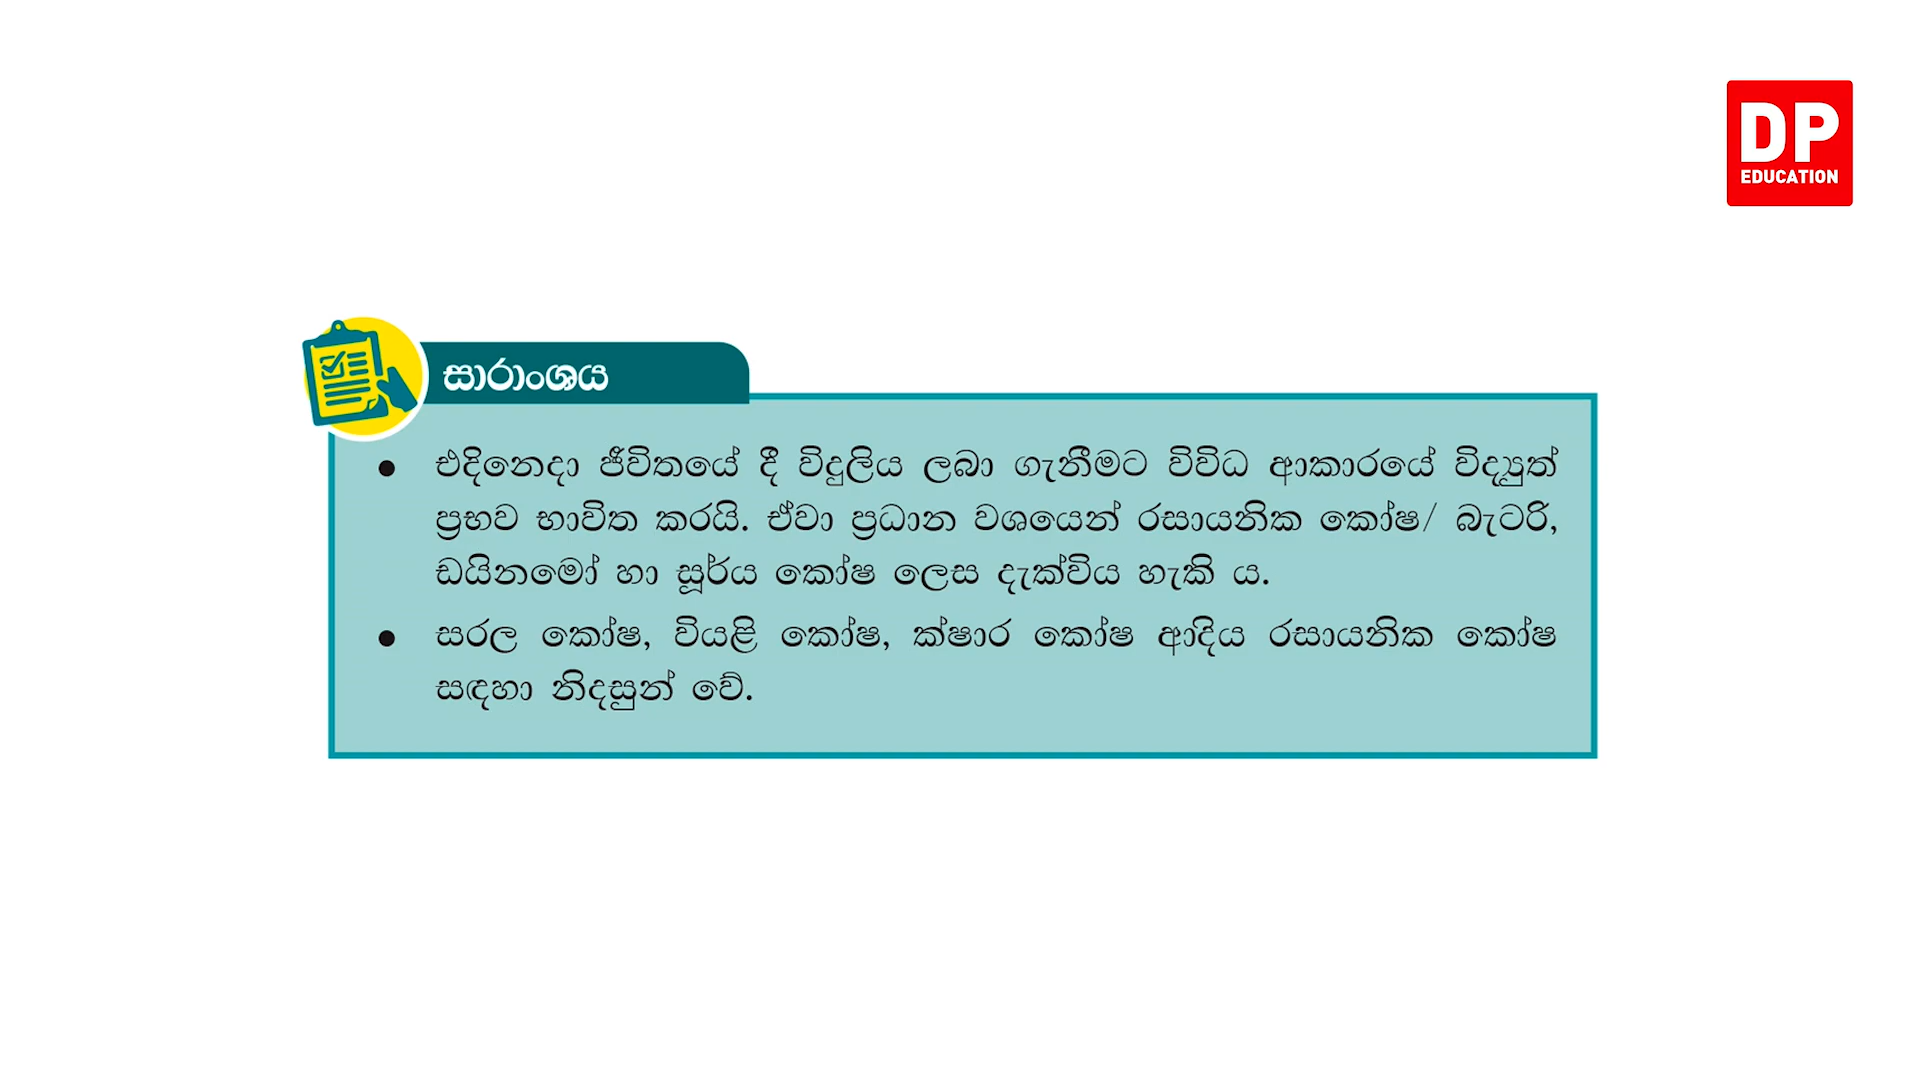 DP
EDUCATION
සාරාංශය
• එදිනෙදා ජීවිතයේ දී විදුලිය ලබා ගැනීමට විවිධ ආකාරයේ විද්‍යුත්
ප්‍රභව භාවිත කරයි. ඒවා ප්‍රධාන වශයෙන් රසායනික කෝෂ/ බැටරි,
ඩයිනමෝ හා සූර්ය කෝෂ ලෙස දැක්විය හැකි ය.
• සරල කෝෂ, වියළි කෝෂ, ක්ෂාර කෝෂ ආදිය රසායනික කෝෂ
සඳහා නිදසුන් වේ.